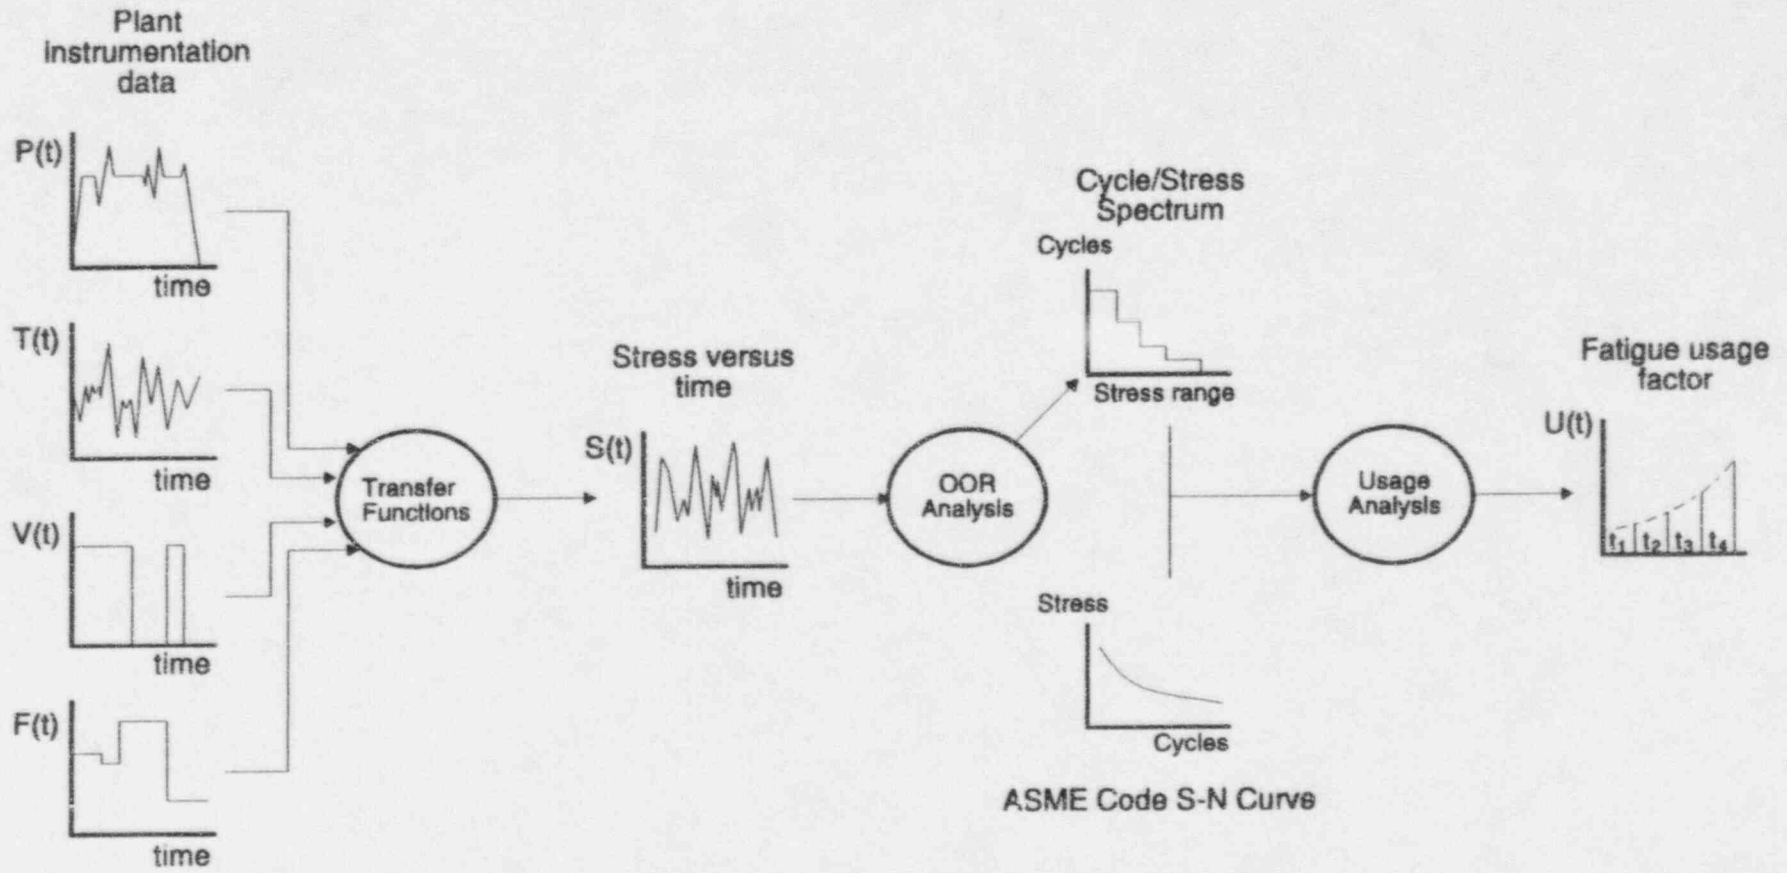 Plant
instrumentation
data
P(t)
time
T(t)
time
V(t)
time
F(t)
time
Transfer
Functions
Stress versus
time
S(t)
time
OOR
Analysis
Cycle/Stress
Spectrum
Cycles
Stress range
Stress
Cycles
ASME Code S-N Curve
Usage
Analysis
Fatigue usage
factor
U(t)
t1 t2 t3 t4